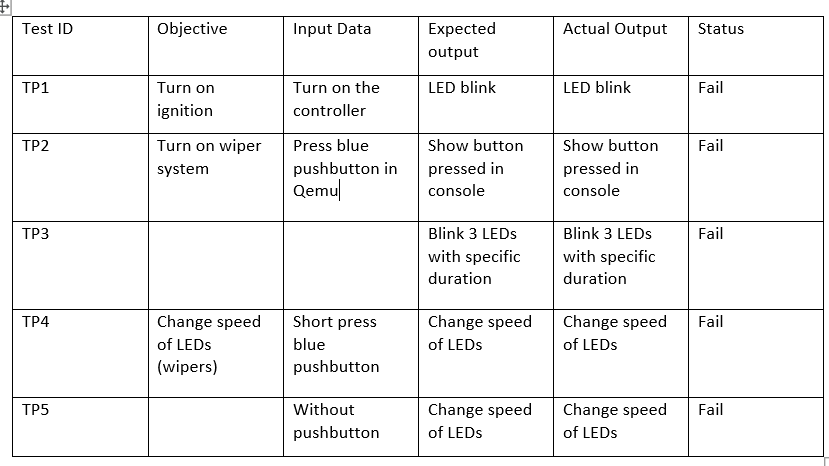 Test ID Objective Input Data Expected output Actual Output Status
TP1 Turn on ignition Turn on the controller LED blink LED blink Fail
TP2 Turn on wiper system Press blue pushbutton in Qemu Show button pressed in console Show button pressed in console Fail
TP3 Blink 3 LEDs with specific duration Blink 3 LEDs with specific duration Fail
TP4 Change speed of LEDs (wipers) Short press blue pushbutton Change speed of LEDs Change speed of LEDs Fail
TP5 Without pushbutton Change speed of LEDs Change speed of LEDs Fail